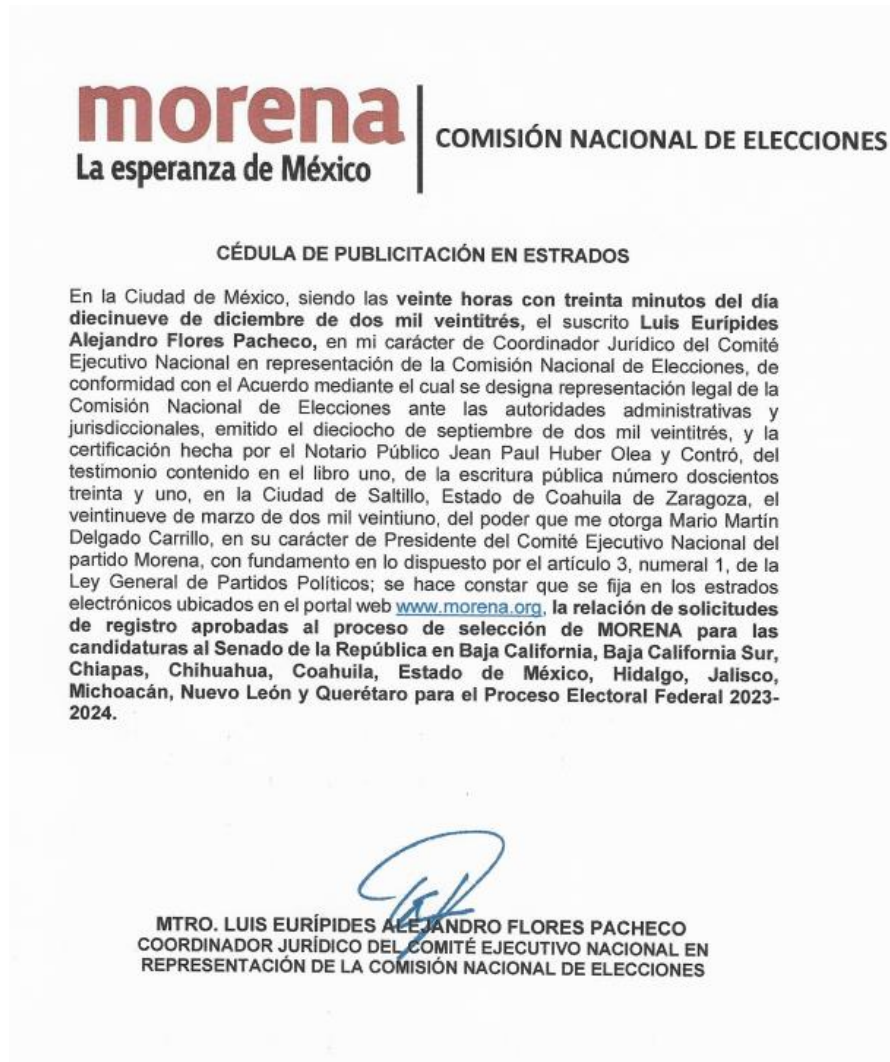 morena
La esperanza de México
COMISIÓN NACIONAL DE ELECCIONES
CÉDULA DE PUBLICITACIÓN EN ESTRADOS
En la Ciudad de México, siendo las veinte horas con treinta minutos del día
diecinueve de diciembre de dos mil veintitrés, el suscrito Luis Eurípides
Alejandro Flores Pacheco, en mi carácter de Coordinador Jurídico del Comité
Ejecutivo Nacional en representación de la Comisión Nacional de Elecciones, de
conformidad con el Acuerdo mediante el cual se designa representación legal de la
Comisión Nacional de Elecciones ante las autoridades administrativas y
jurisdiccionales, emitido el dieciocho de septiembre de dos mil veintitrés, y la
certificación hecha por el Notario Público Jean Paul Huber Olea y Contró, del
testimonio contenido en el libro uno, de la escritura pública número doscientos
treinta y uno, en la Ciudad de Saltillo, Estado de Coahuila de Zaragoza, el
veintinueve de marzo de dos mil veintiuno, del poder que me otorga Mario Martín
Delgado Carrillo, en su carácter de Presidente del Comité Ejecutivo Nacional del
partido Morena, con fundamento en lo dispuesto por el artículo 3, numeral 1, de la
Ley General de Partidos Políticos; se hace constar que se fija en los estrados
electrónicos ubicados en el portal web www.morena.org, la relación de solicitudes
de registro aprobadas al proceso de selección de MORENA para las
candidaturas al Senado de la República en Baja California, Baja California Sur,
Chiapas, Chihuahua, Coahuila, Estado de México, Hidalgo, Jalisco,
Michoacán, Nuevo León y Querétaro para el Proceso Electoral Federal 2023-
2024.
MTRO. LUIS EURÍPIDES ALEJANDRO FLORES PACHECO
COORDINADOR JURÍDICO DEL COMITÉ EJECUTIVO NACIONAL EN
REPRESENTACIÓN DE LA COMISIÓN NACIONAL DE ELECCIONES